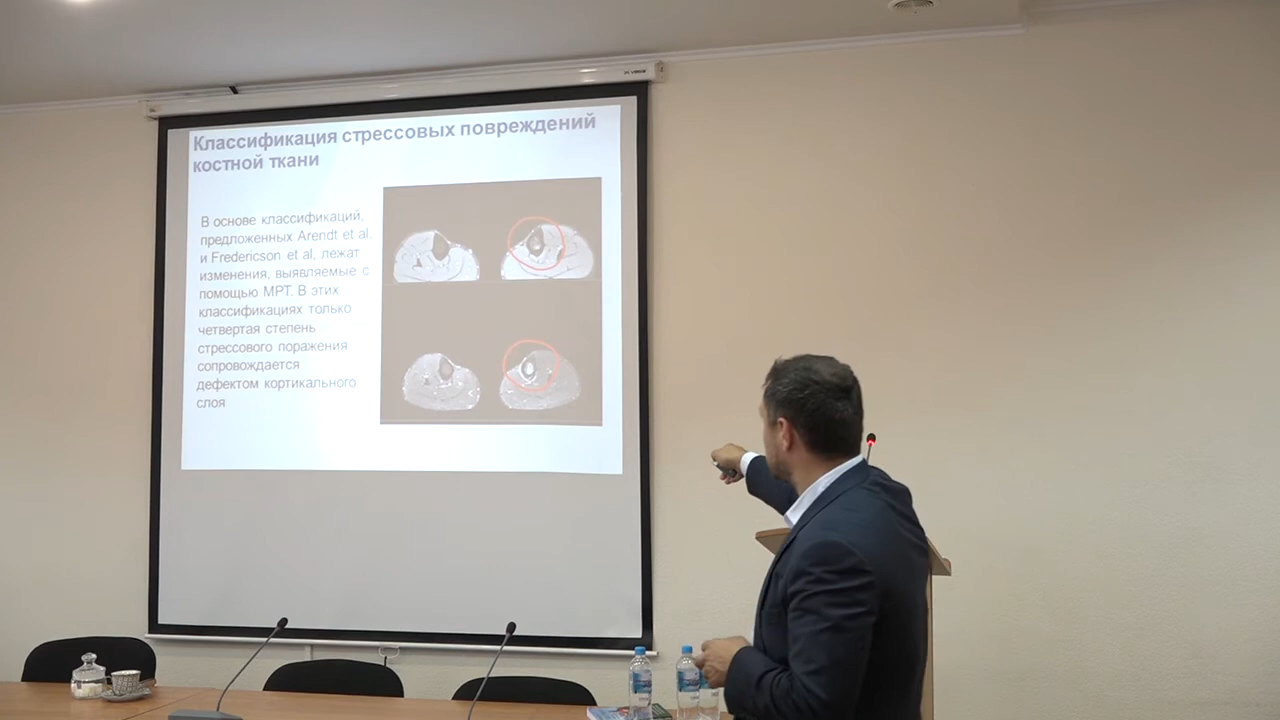 Классификация стрессовых повреждений
костной ткани
В основе классификаций,
предложенных Arendt et al.
и Fredericson et al, лежат
изменения, выявляемые с
помощью МРТ. В этих
классификациях только
четвертая степень
стрессового поражения
сопровождается
дефектом кортикального
слоя